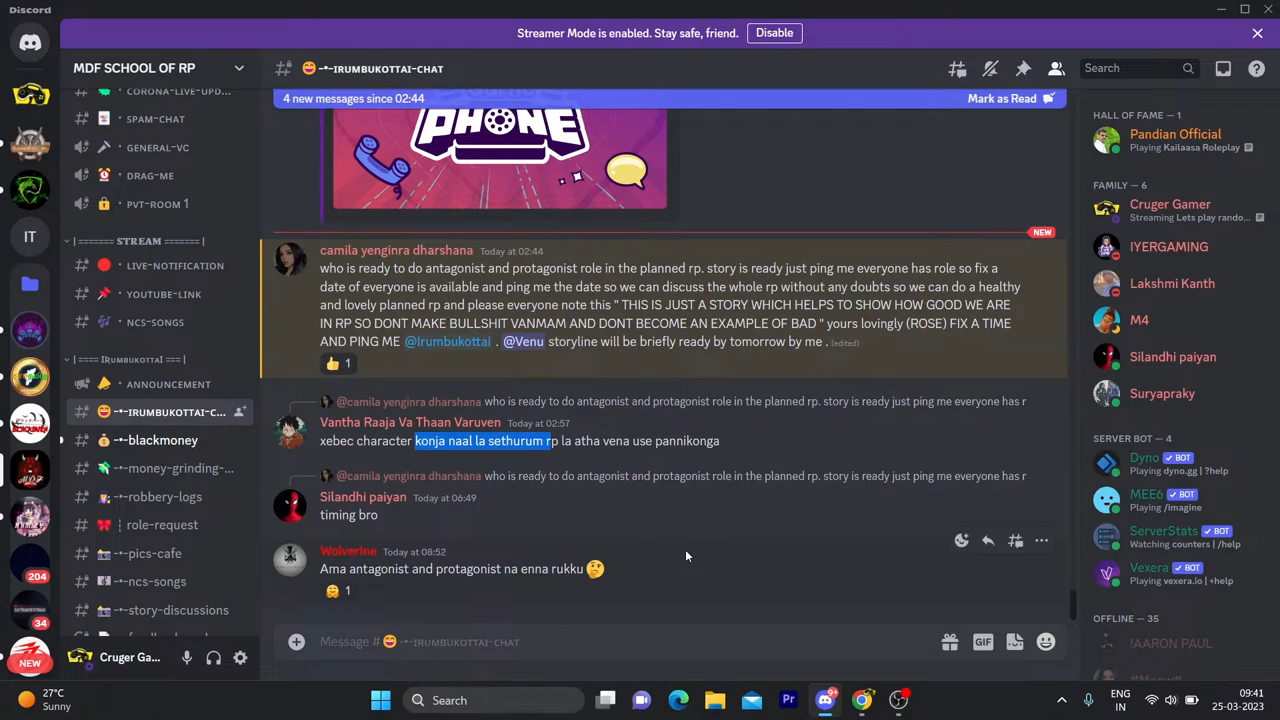 Discord
Streamer Mode is enabled. Stay safe, friend. Disable
MDF SCHOOL OF RP
-•-IRUMBUKOTTAI-CHAT
Search
CORONA-LIVE-UPD...
SPAM-CHAT
GENERAL-VC
DRAG-ME
PVT-ROOM 1
|======= STREAM =======|
LIVE-NOTIFICATION
YOUTUBE-LINK
NCS-SONGS
|==== IRUMBUKOTTAI ===|
ANNOUNCEMENT
-•-IRUMBUKOTTAI-C...
-•-blackmoney
-•-money-grinding-...
-•-robbery-logs
role-request
-•-pics-cafe
-•-ncs-songs
-•-story-discussions
IT
204
34
NEW
Cruger Ga...
4 new messages since 02:44 Mark as Read
PHONE
NEW
camila yenginra dharshana Today at 02:44
who is ready to do antagonist and protagonist role in the planned rp. story is ready just ping me everyone has role so fix a
date of everyone is available and ping me the date so we can discuss the whole rp without any doubts so we can do a healthy
and lovely planned rp and please everyone note this " THIS IS JUST A STORY WHICH HELPS TO SHOW HOW GOOD WE ARE
IN RP SO DONT MAKE BULLSHIT VANMAM AND DONT BECOME AN EXAMPLE OF BAD " yours lovingly (ROSE) FIX A TIME
AND PING ME @Irumbukottai . @Venu storyline will be briefly ready by tomorrow by me . (edited)
👍 1
@camila yenginra dharshana who is ready to do antagonist and protagonist role in the planned rp. story is ready just ping me everyone has r
Vantha Raaja Va Thaan Varuven Today at 02:57
xebec character konja naal la sethurum rp la atha vena use pannikonga
@camila yenginra dharshana who is ready to do antagonist and protagonist role in the planned rp. story is ready just ping me everyone has r
Silandhi paiyan Today at 06:49
timing bro
Wolverine Today at 08:52
Ama antagonist and protagonist na enna rukku 🤔
🤗 1
Message # 😄 -•-IRUMBUKOTTAI-CHAT
GIF
HALL OF FAME — 1
Pandian Official
Playing Kailaasa Roleplay
FAMILY — 6
Cruger Gamer
Streaming Lets play rando...
IYERGAMING
Lakshmi Kanth
M4
Silandhi paiyan
Suryapraky
SERVER BOT — 4
Dyno ✓ BOT
Playing dyno.gg | ?help
MEE6 ✓ BOT
Playing /imagine
ServerStats ✓ BOT
Watching counters | /help
Vexera ✓ BOT
Playing vexera.io | +help
OFFLINE — 35
!AARON PAUL
27°C
Sunny
Search
Pr
9+
ENG
IN
09:41
25-03-2023